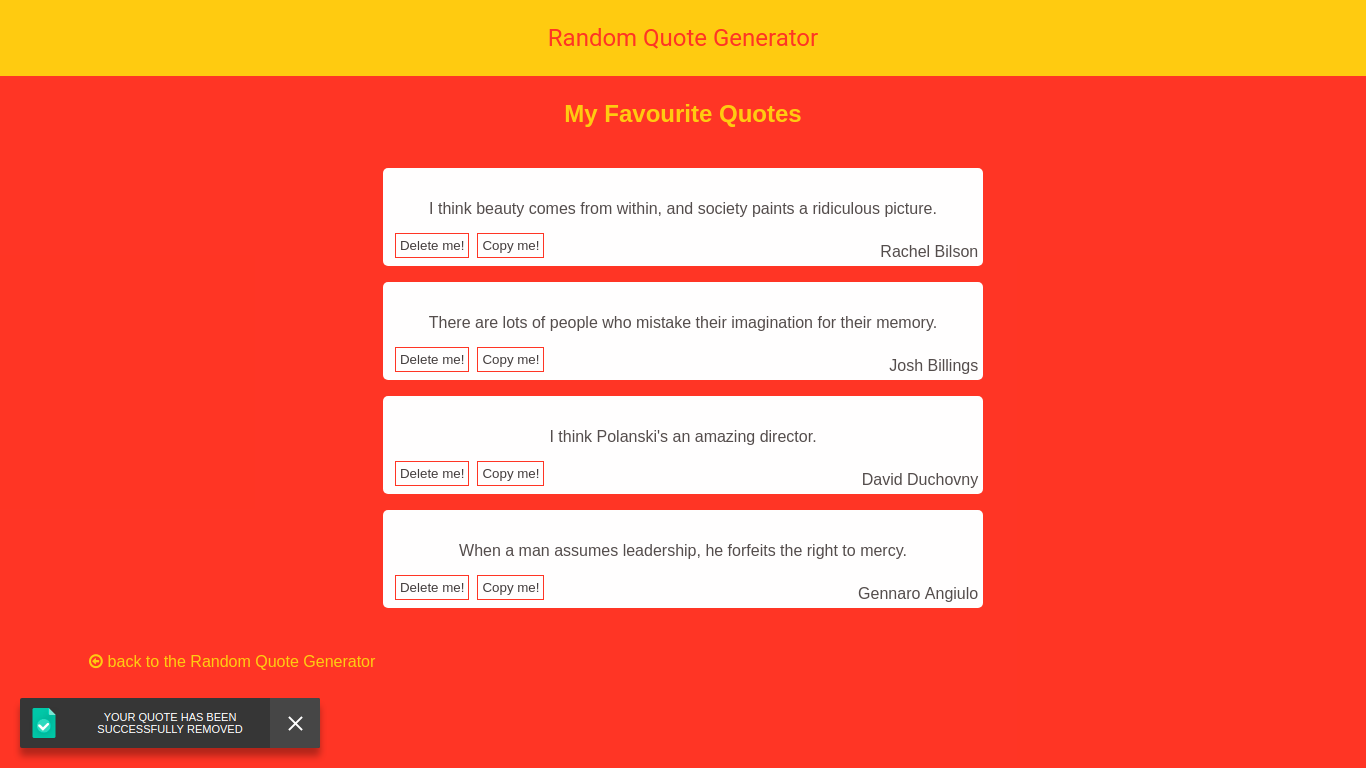 Random Quote Generator
My Favourite Quotes
I think beauty comes from within, and society paints a ridiculous picture.
Delete me! Copy me!
Rachel Bilson
There are lots of people who mistake their imagination for their memory.
Delete me! Copy me!
Josh Billings
I think Polanski's an amazing director.
Delete me! Copy me!
David Duchovny
When a man assumes leadership, he forfeits the right to mercy.
Delete me! Copy me!
Gennaro Angiulo
back to the Random Quote Generator
YOUR QUOTE HAS BEEN
SUCCESSFULLY REMOVED